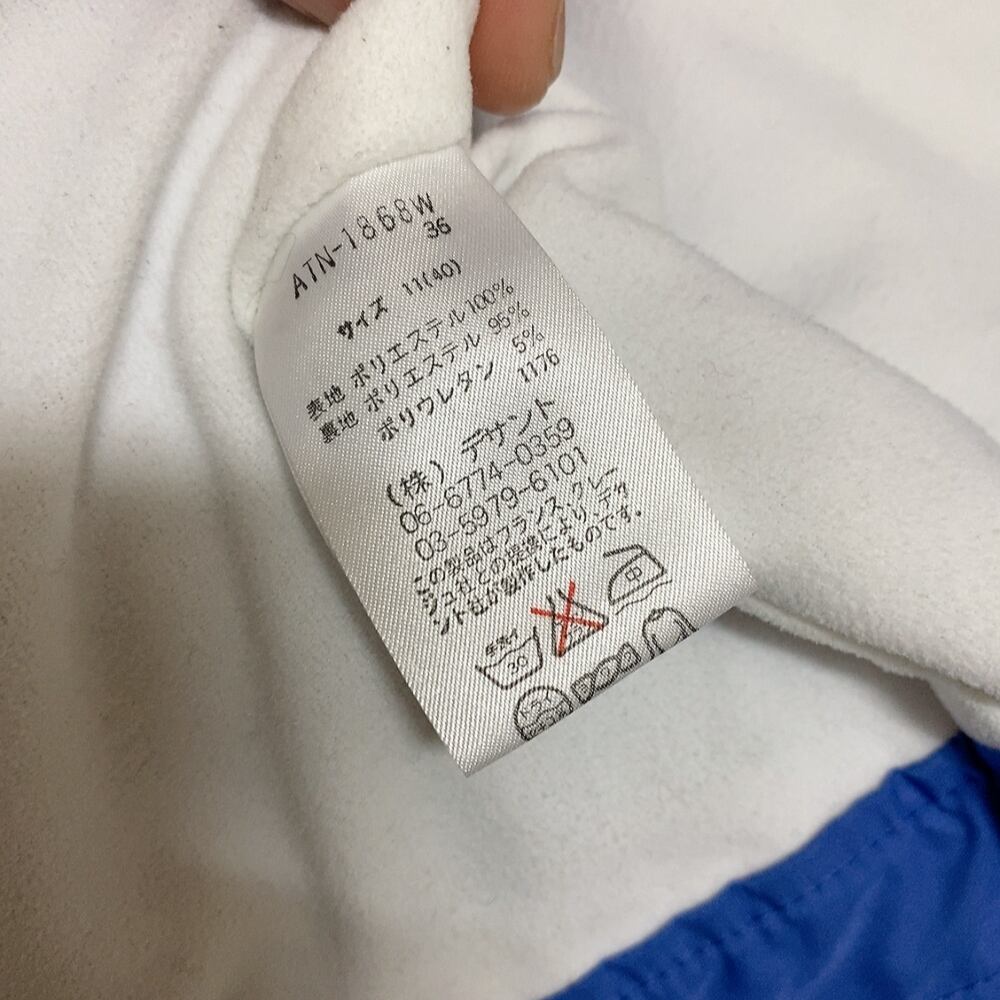 ATN-1868W
36
サイズ 11(40)
表地 ポリエステル100%
裏地 ポリエステル 95%
ポリウレタン 5%
1176
(株) デサント
06-6774-0359
03-5979-6101
この製品はフランス、クレー
ジュ社との提携により、デサ
ント社が製作したものです。
中
30